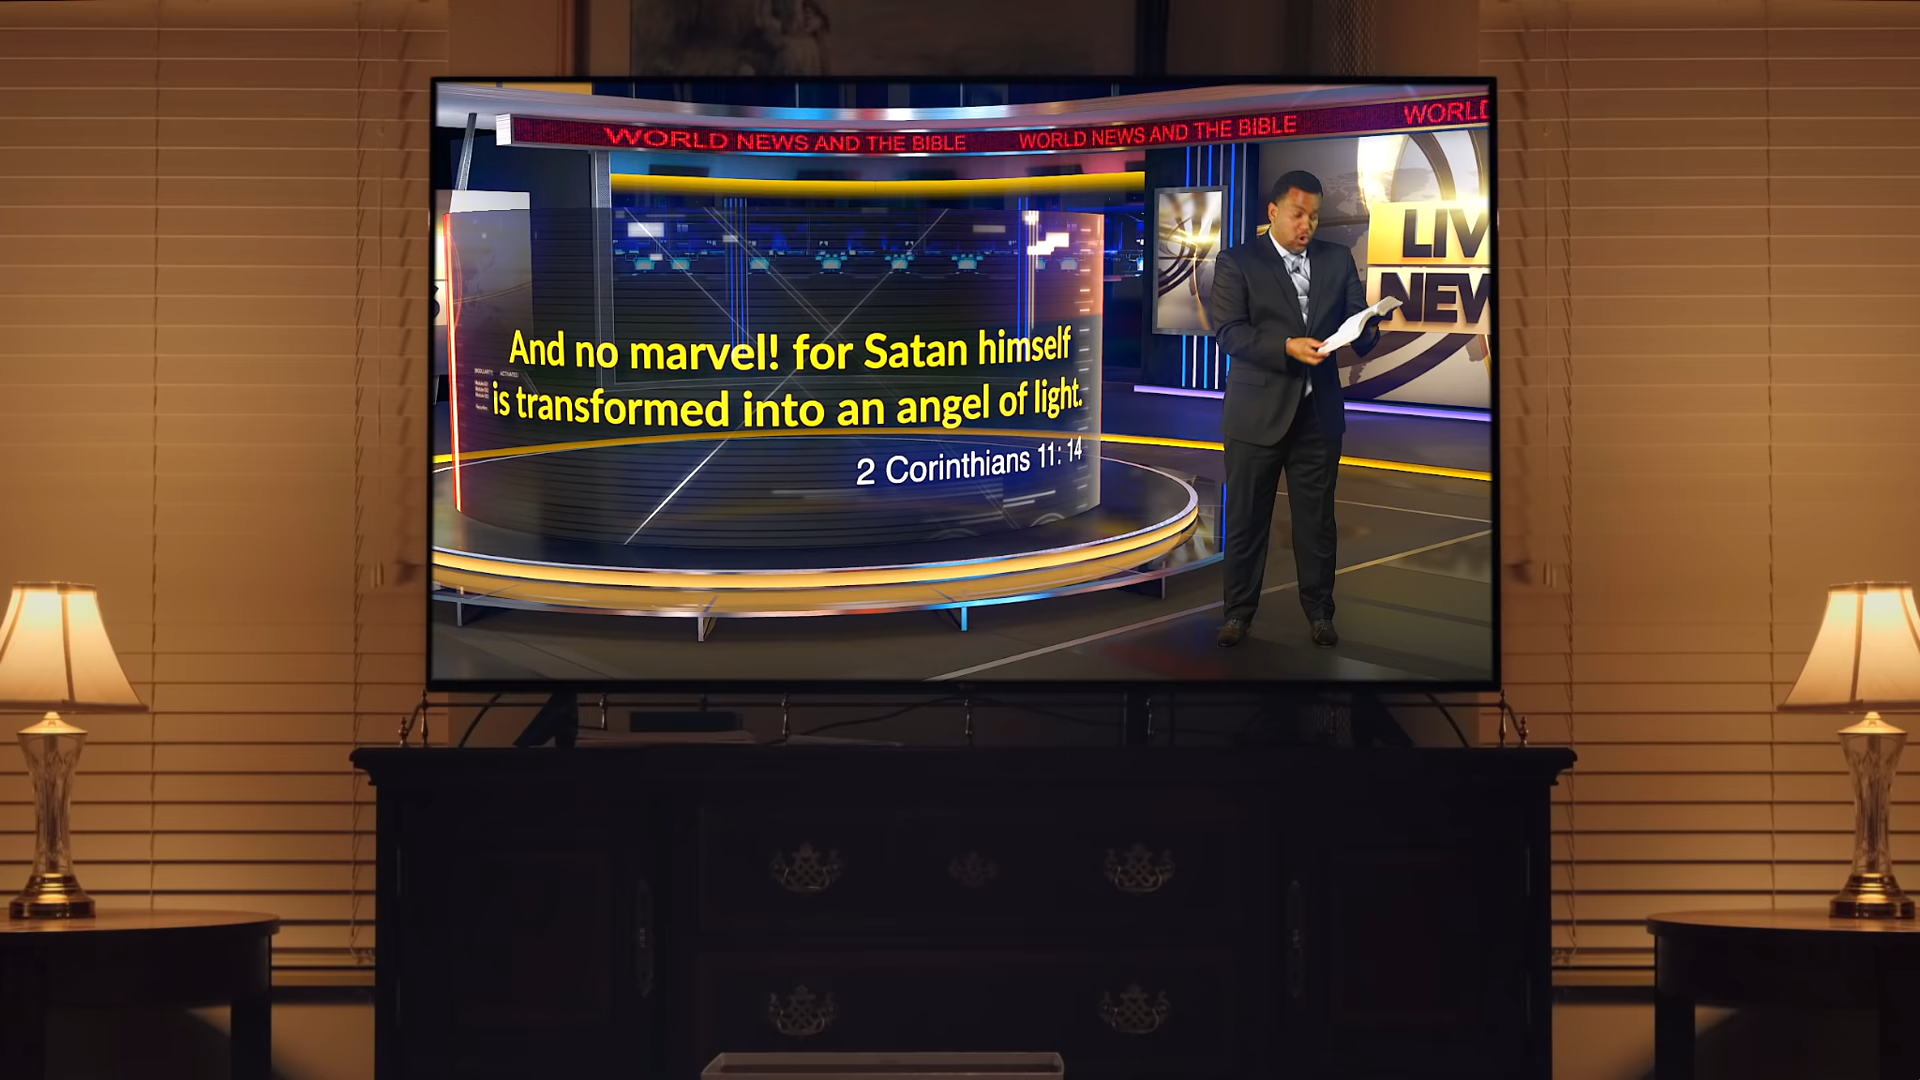 WORLD NEWS AND THE BIBLE WORLD NEWS AND THE BIBLE WORLD
LIV
NEW
And no marvel! for Satan himself
is transformed into an angel of light.
2 Corinthians 11:14